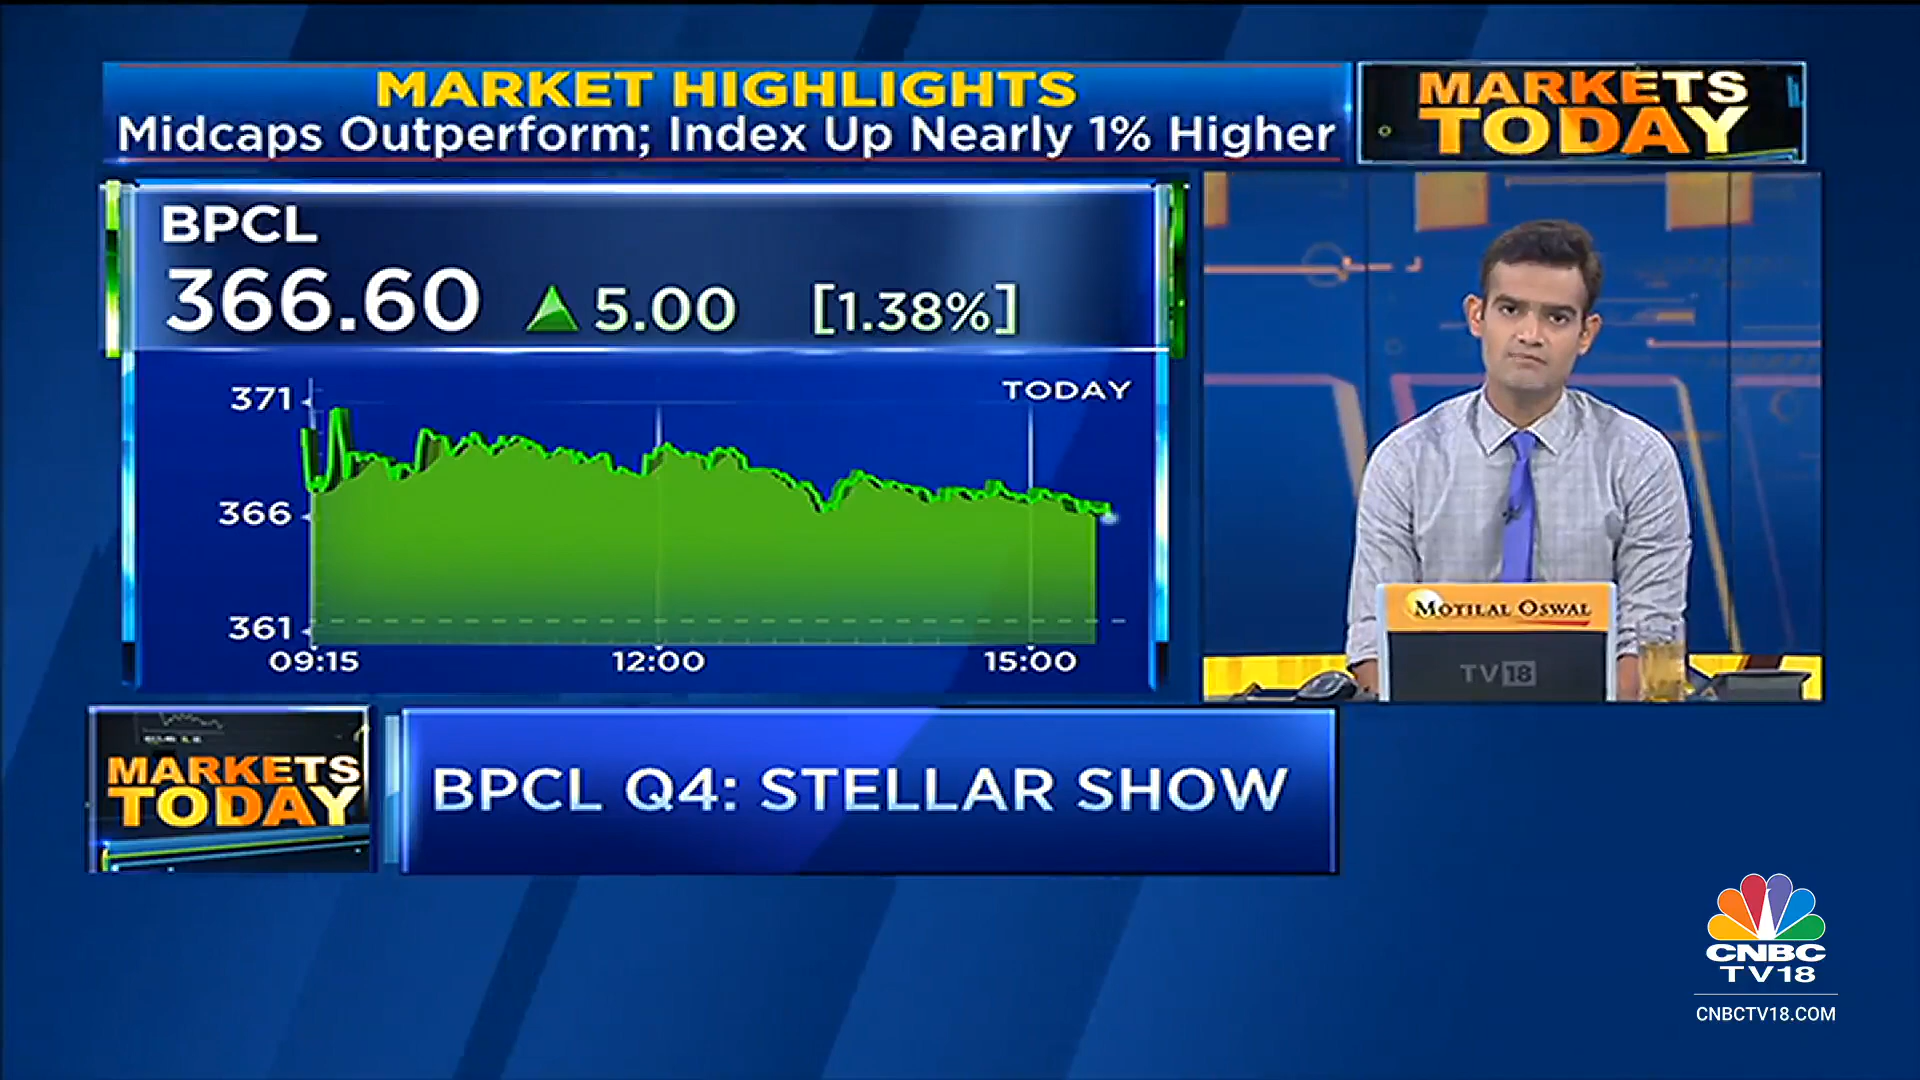 MARKET HIGHLIGHTS
Midcaps Outperform; Index Up Nearly 1% Higher
MARKETS
TODAY
BPCL
366.60 ▲ 5.00 [1.38%]
TODAY
371
366
361
09:15 12:00 15:00
MOTILAL OSWAL
TV18
MARKETS
TODAY
BPCL Q4: STELLAR SHOW
CNBC
TV18
CNBCTV18.COM